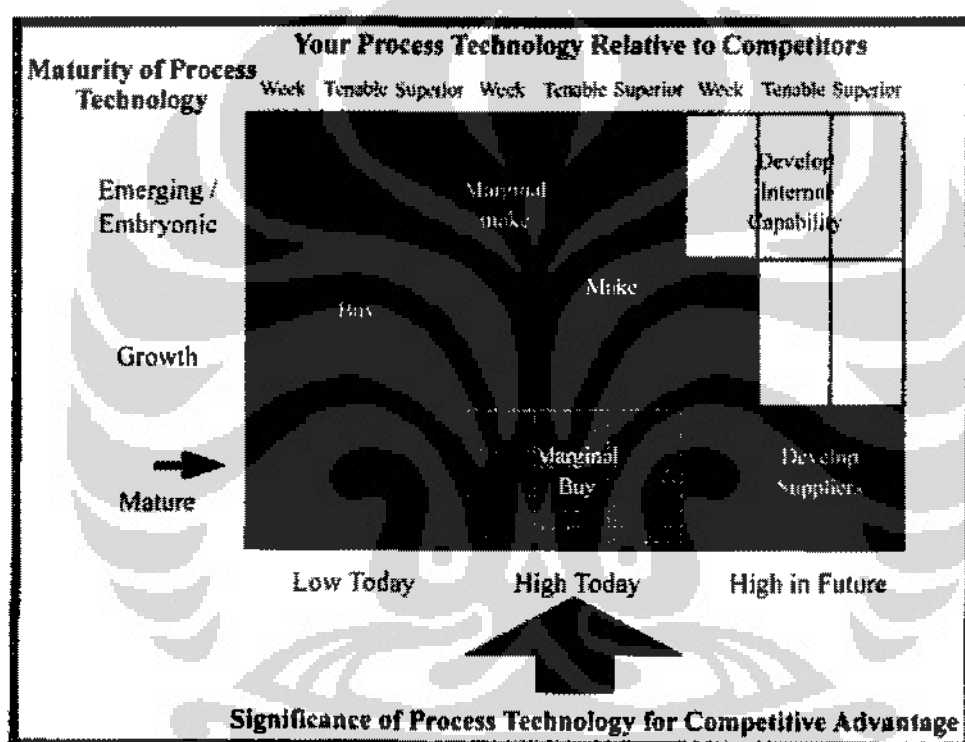 Your Process Technology Relative to Competitors
Maturity of Process
Technology
Week Tenable Superior Week Tenable Superior Week Tenable Superior
Emerging /
Embryonic
Marginal
make
Develop
Internal
Capability
Make
Buy
Growth
Marginal
Buy
Develop
Suppliers
Mature
Low Today High Today High in Future
Significance of Process Technology for Competitive Advantage